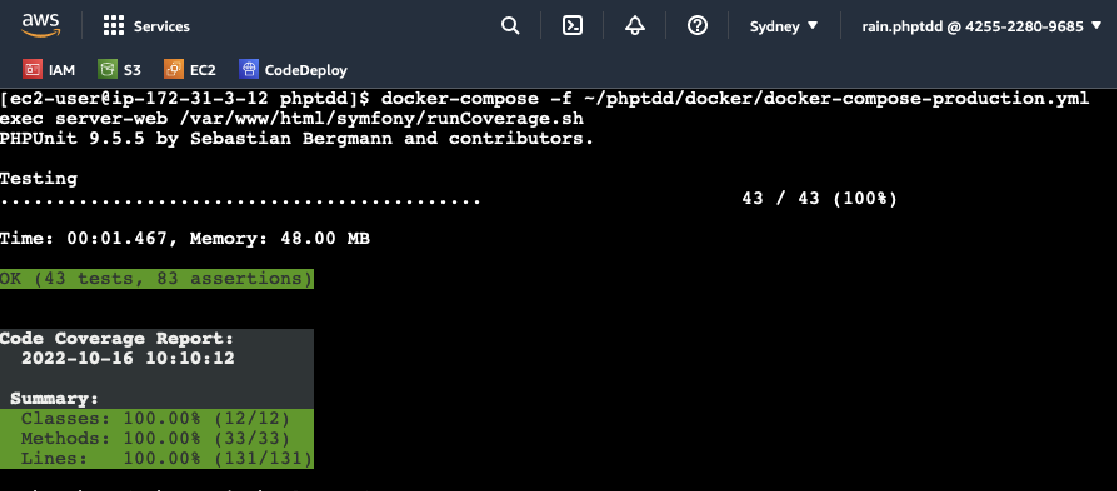 aws
Services
Sydney ▼
rain.phptdd @ 4255-2280-9685 ▼
IAM
S3
EC2
CodeDeploy
[ec2-user@ip-172-31-3-12 phptdd]$ docker-compose -f ~/phptdd/docker/docker-compose-production.yml
exec server-web /var/www/html/symfony/runCoverage.sh
PHPUnit 9.5.5 by Sebastian Bergmann and contributors.
Testing
........................................... 43 / 43 (100%)
Time: 00:01.467, Memory: 48.00 MB
OK (43 tests, 83 assertions)
Code Coverage Report:
2022-10-16 10:10:12
Summary:
Classes: 100.00% (12/12)
Methods: 100.00% (33/33)
Lines: 100.00% (131/131)